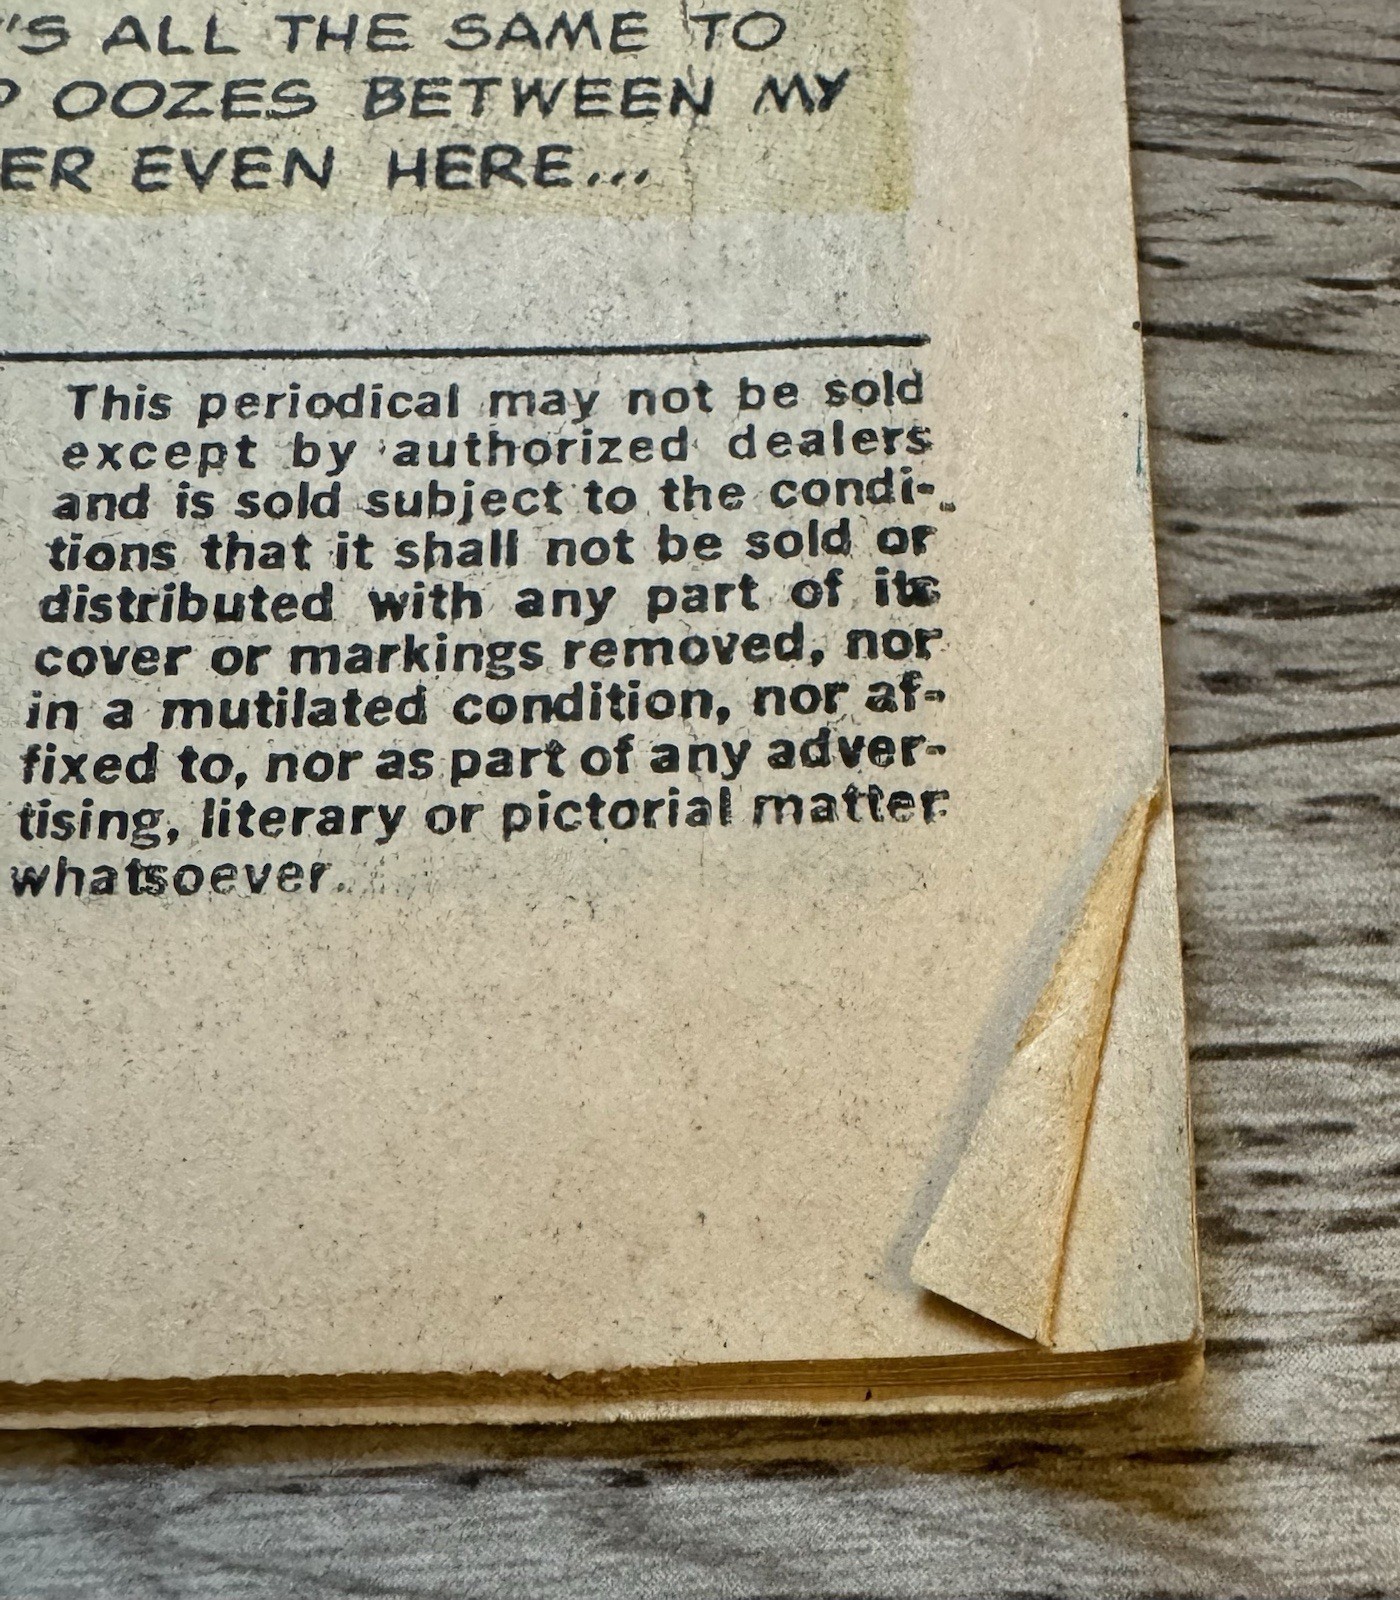 'S ALL THE SAME TO
OOZES BETWEEN MY
ER EVEN HERE...
This periodical may not be sold
except by authorized dealers
and is sold subject to the condi-
tions that it shall not be sold or
distributed with any part of its
cover or markings removed, nor
in a mutilated condition, nor af-
fixed to, nor as part of any adver-
tising, literary or pictorial matter
whatsoever.